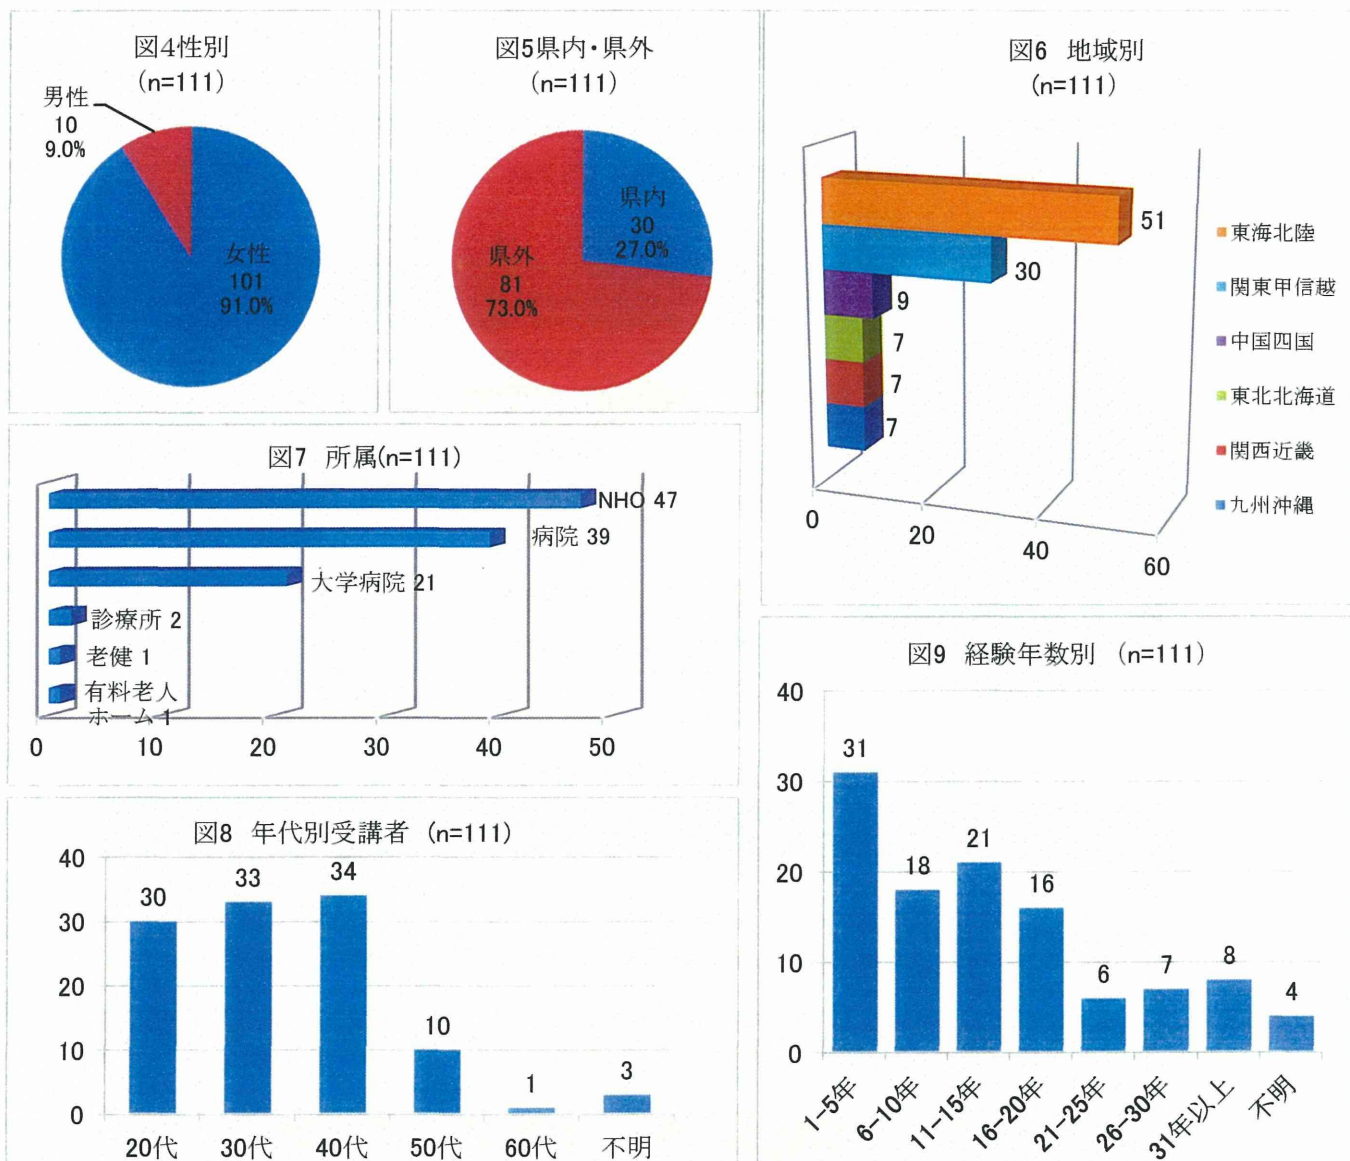 図4性別
(n=111)
男性
10
9.0%
女性
101
91.0%
図5県内・県外
(n=111)
県内
30
27.0%
県外
81
73.0%
図6 地域別
(n=111)
51
30
9
7
7
7
0
20
40
60
東海北陸
関東甲信越
中国四国
東北北海道
関西近畿
九州沖縄
図7 所属(n=111)
NHO 47
病院 39
大学病院 21
診療所 2
老健 1
有料老人
ホーム 1
0 10 20 30 40 50
図8 年代別受講者 (n=111)
40
30
20
10
0
30
33
34
10
1
3
20代 30代 40代 50代 60代 不明
図9 経験年数別 (n=111)
40
30
20
10
0
31
18
21
16
6
7
8
4
1-5年
6-10年
11-15年
16-20年
21-25年
26-30年
31年以上
不明